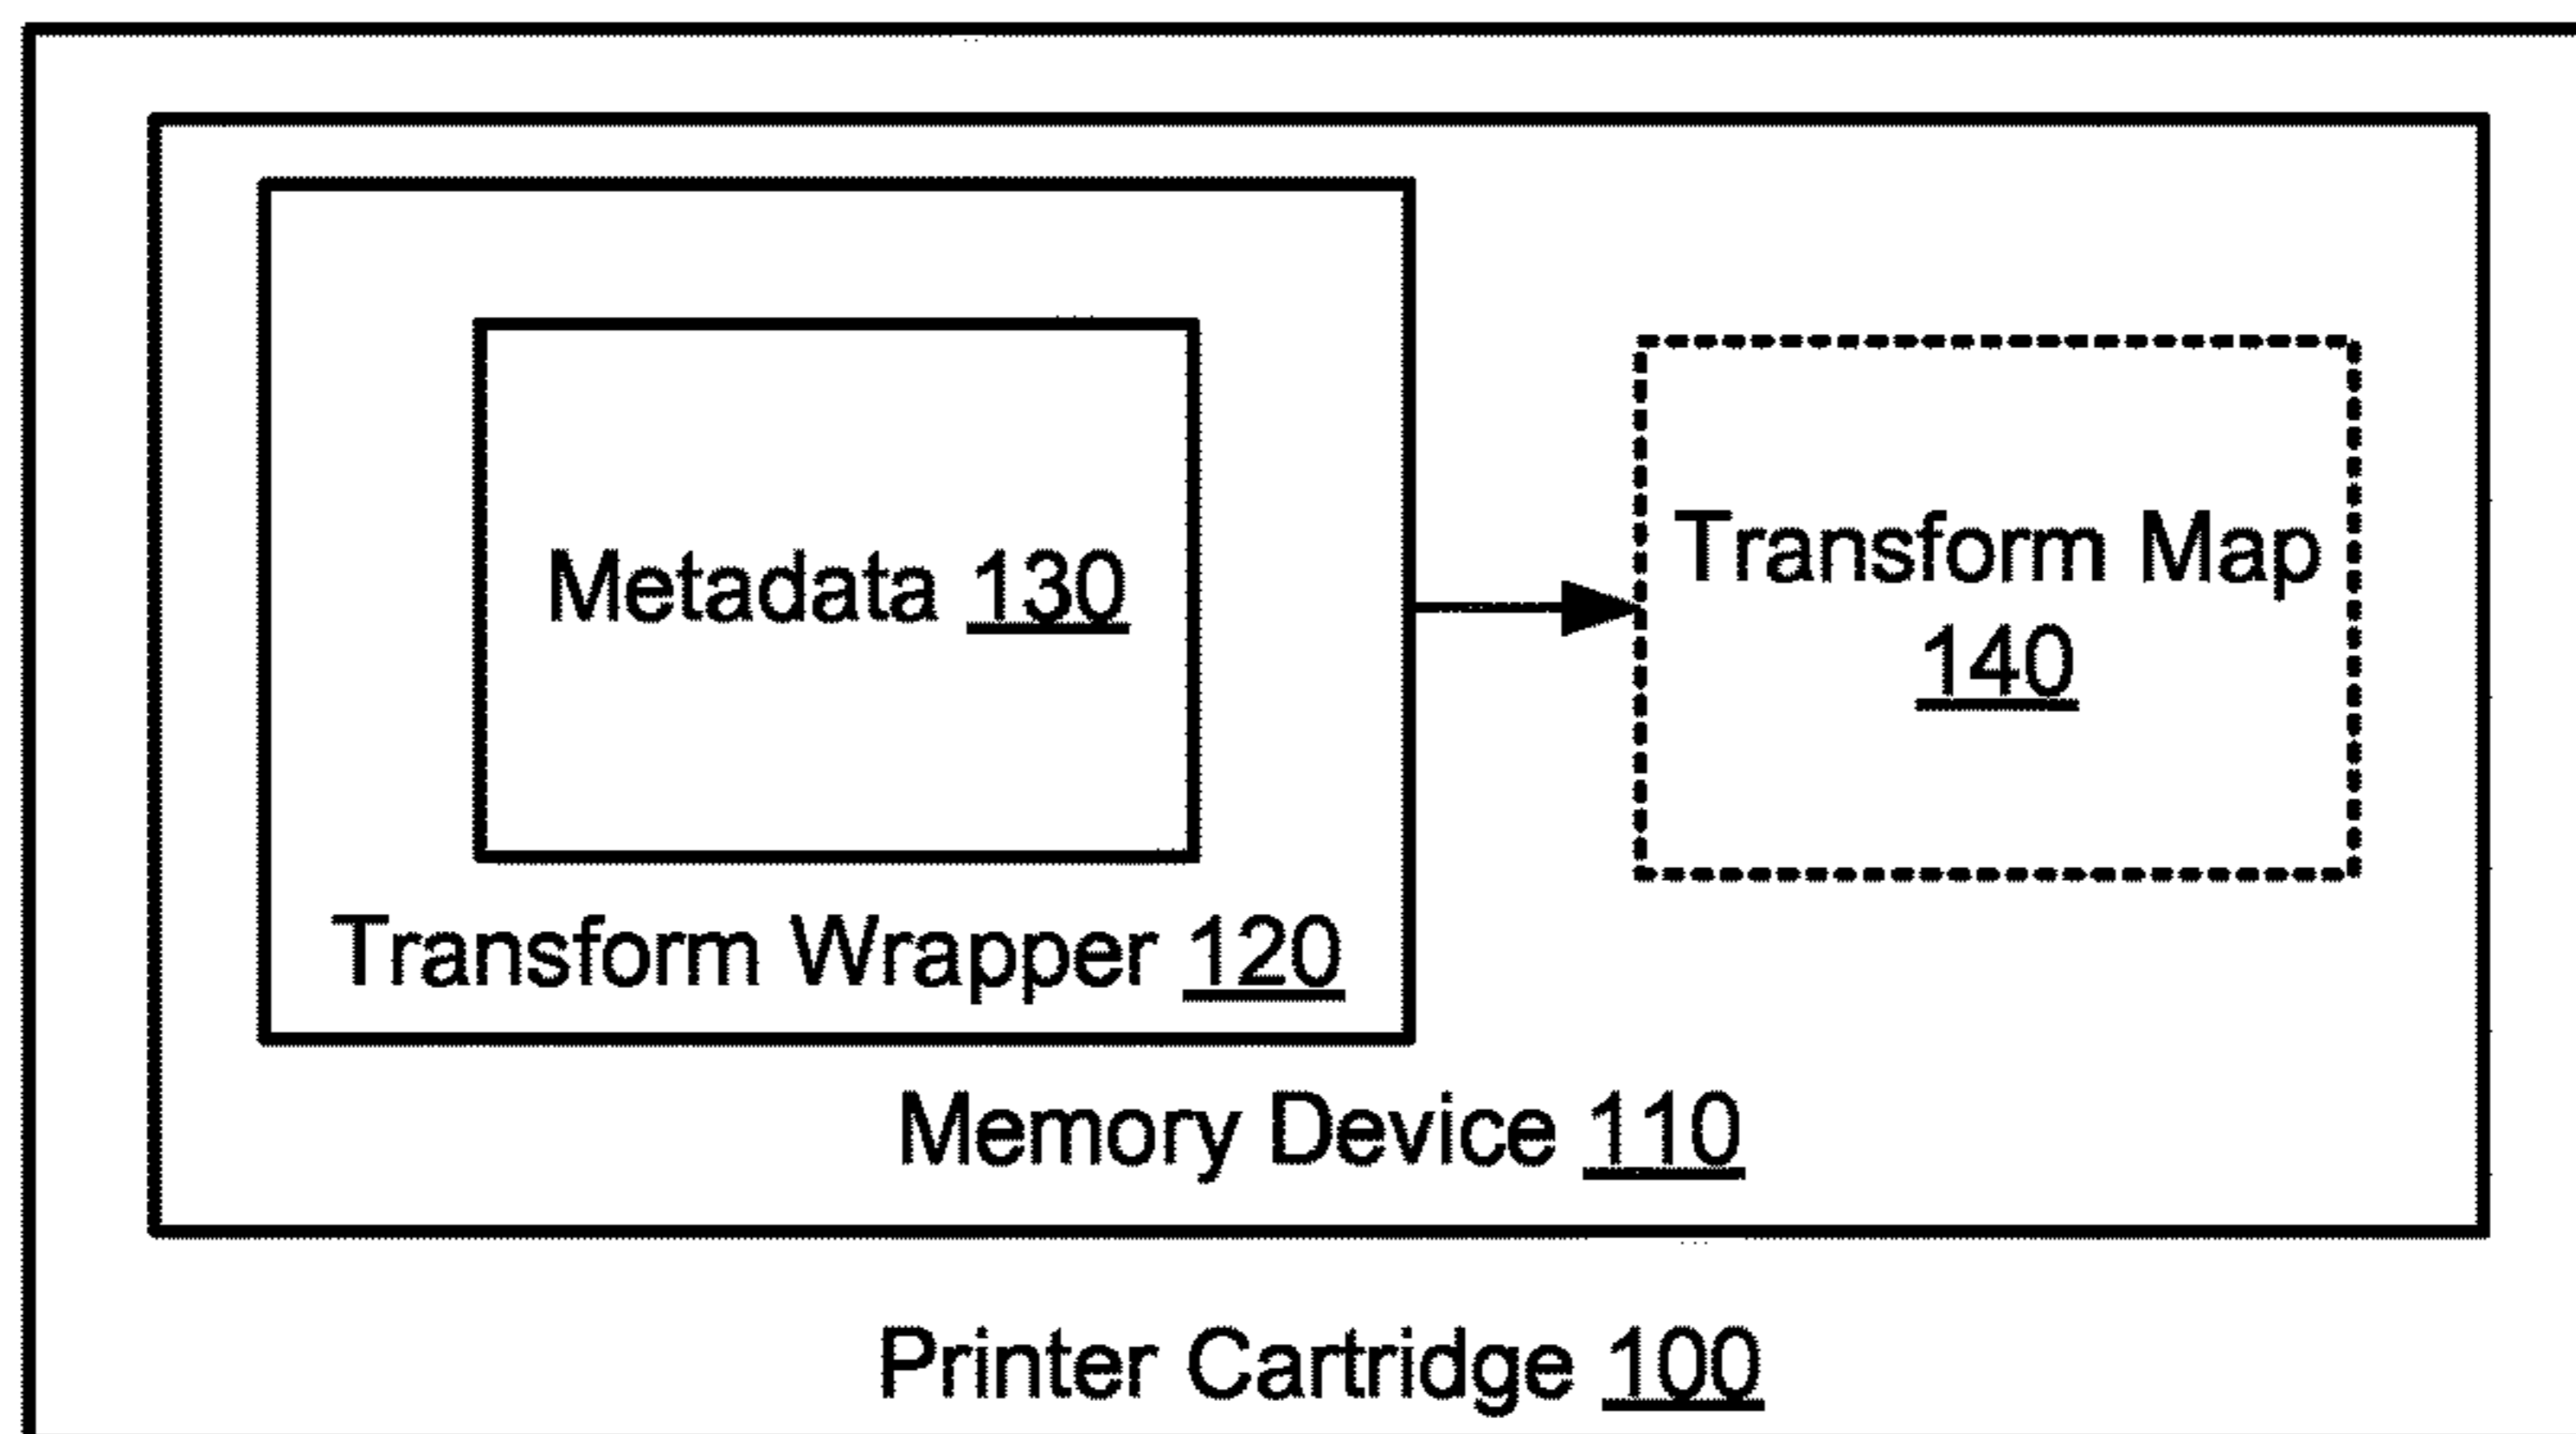 Metadata 130
Transform Map
140
Transform Wrapper 120
Memory Device 110
Printer Cartridge 100